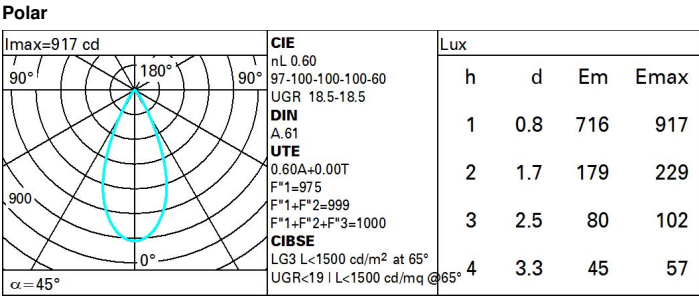 Polar
Imax=917 cd
90°
180°
90°
900
0°
α=45°
CIE
nL 0.60
97-100-100-100-60
UGR 18.5-18.5
DIN
A.61
UTE
0.60A+0.00T
F"1=975
F"1+F"2=999
F"1+F"2+F"3=1000
CIBSE
LG3 L<1500 cd/m² at 65°
UGR<19 | L<1500 cd/mq @65°
Lux
h d Em Emax
1 0.8 716 917
2 1.7 179 229
3 2.5 80 102
4 3.3 45 57